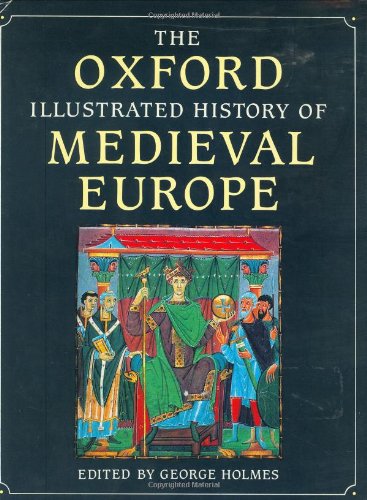 THE
OXFORD
ILLUSTRATED HISTORY OF
MEDIEVAL
EUROPE
EDITED BY GEORGE HOLMES